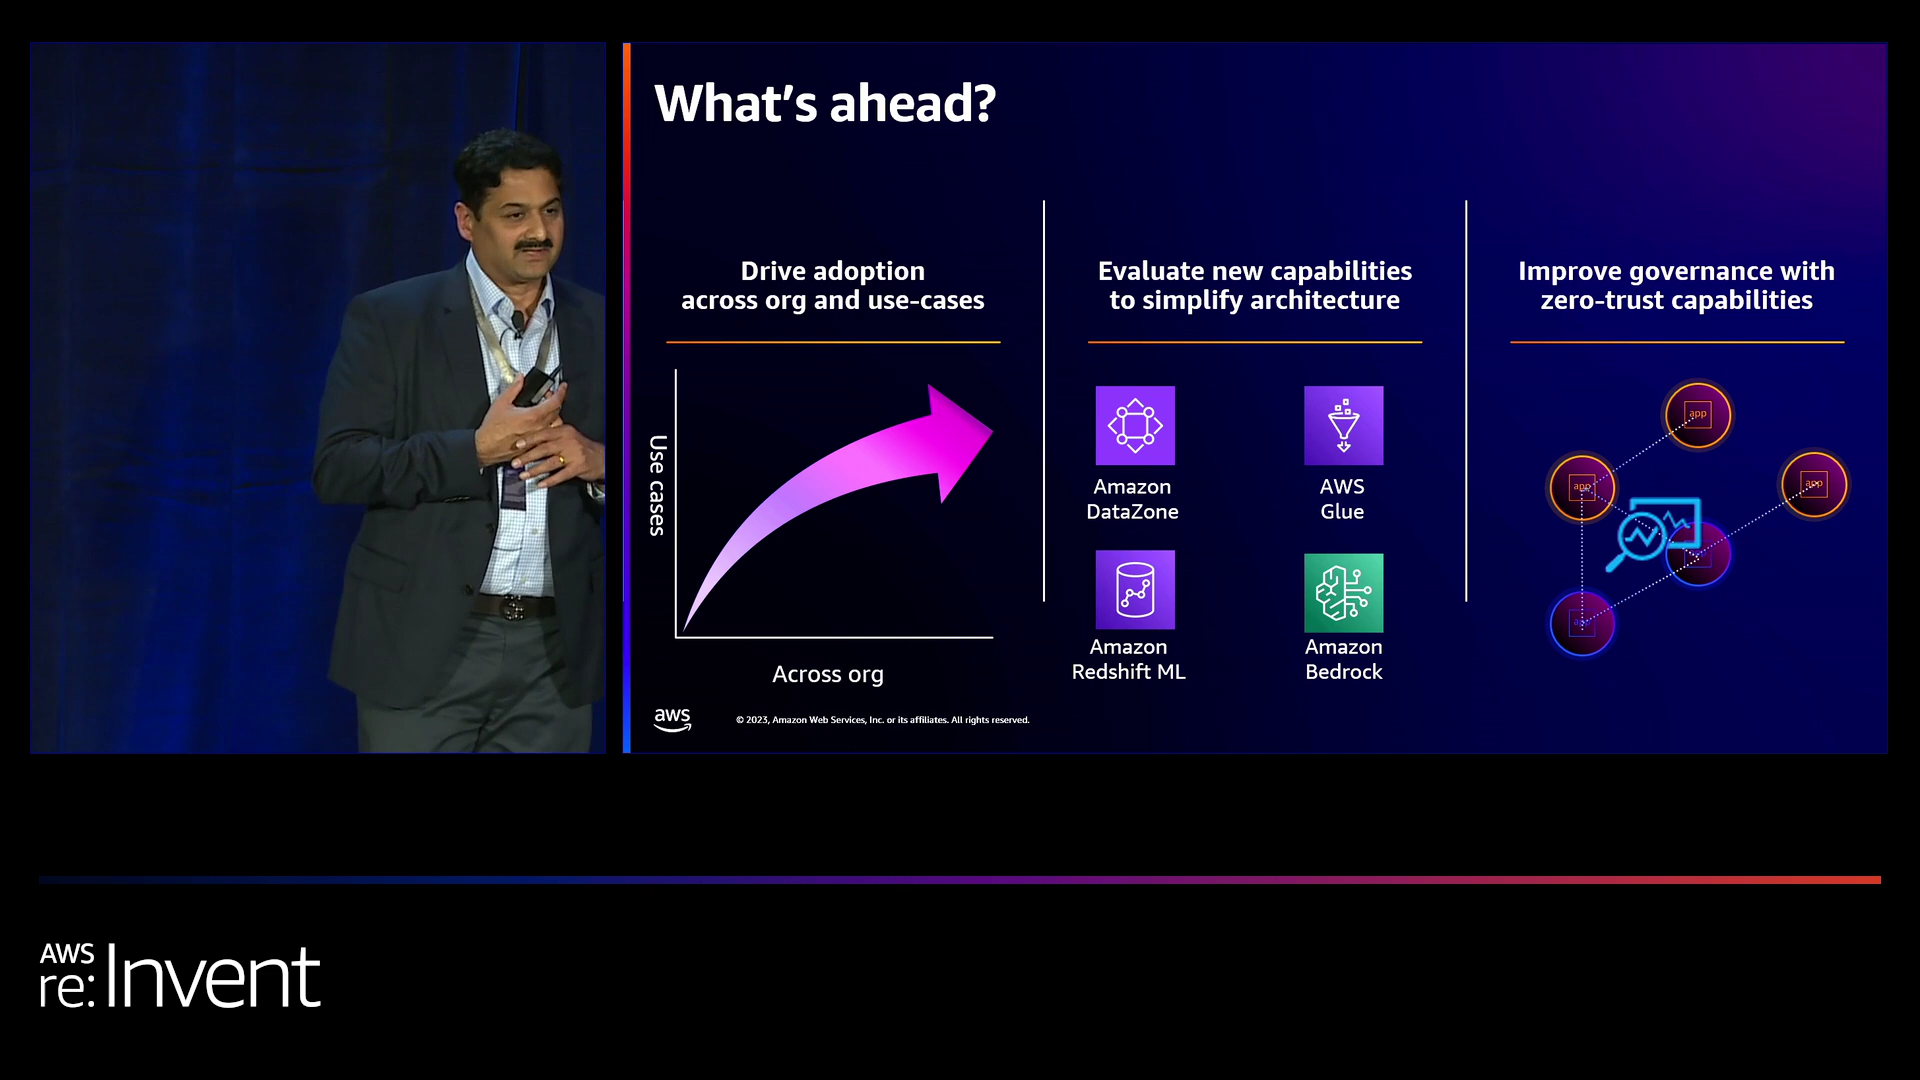 What's ahead?
Drive adoption
across org and use-cases
Use cases
Across org
Evaluate new capabilities
to simplify architecture
Amazon
DataZone
AWS
Glue
Amazon
Redshift ML
Amazon
Bedrock
Improve governance with
zero-trust capabilities
app
app
app
app
aws
© 2023, Amazon Web Services, Inc. or its affiliates. All rights reserved.
AWS
re:Invent